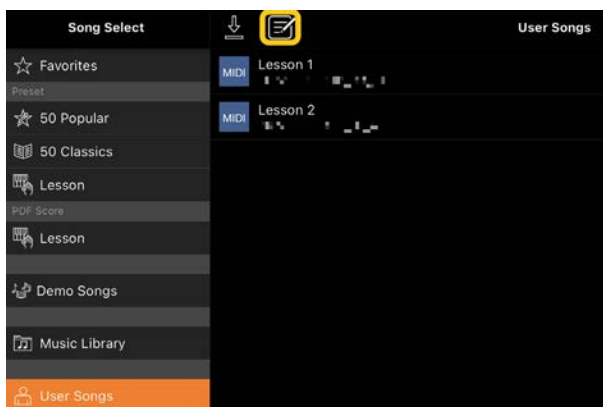 Song Select
User Songs
Favorites
Preset
50 Popular
50 Classics
Lesson
PDF Score
Lesson
Demo Songs
Music Library
User Songs
MIDI
Lesson 1
MIDI
Lesson 2